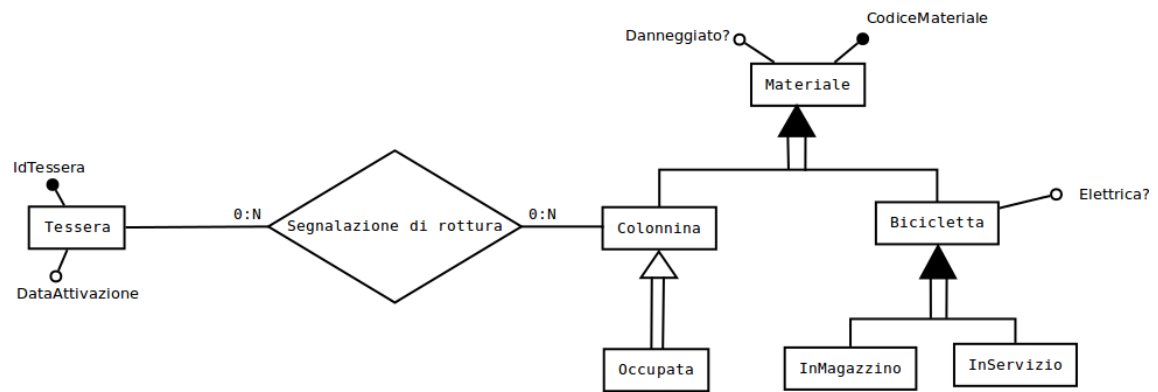 CodiceMateriale
Danneggiato?
Materiale
IdTessera
Elettrica?
0:N
0:N
Tessera
Segnalazione di rottura
Colonnina
Bicicletta
DataAttivazione
Occupata
InMagazzino
InServizio